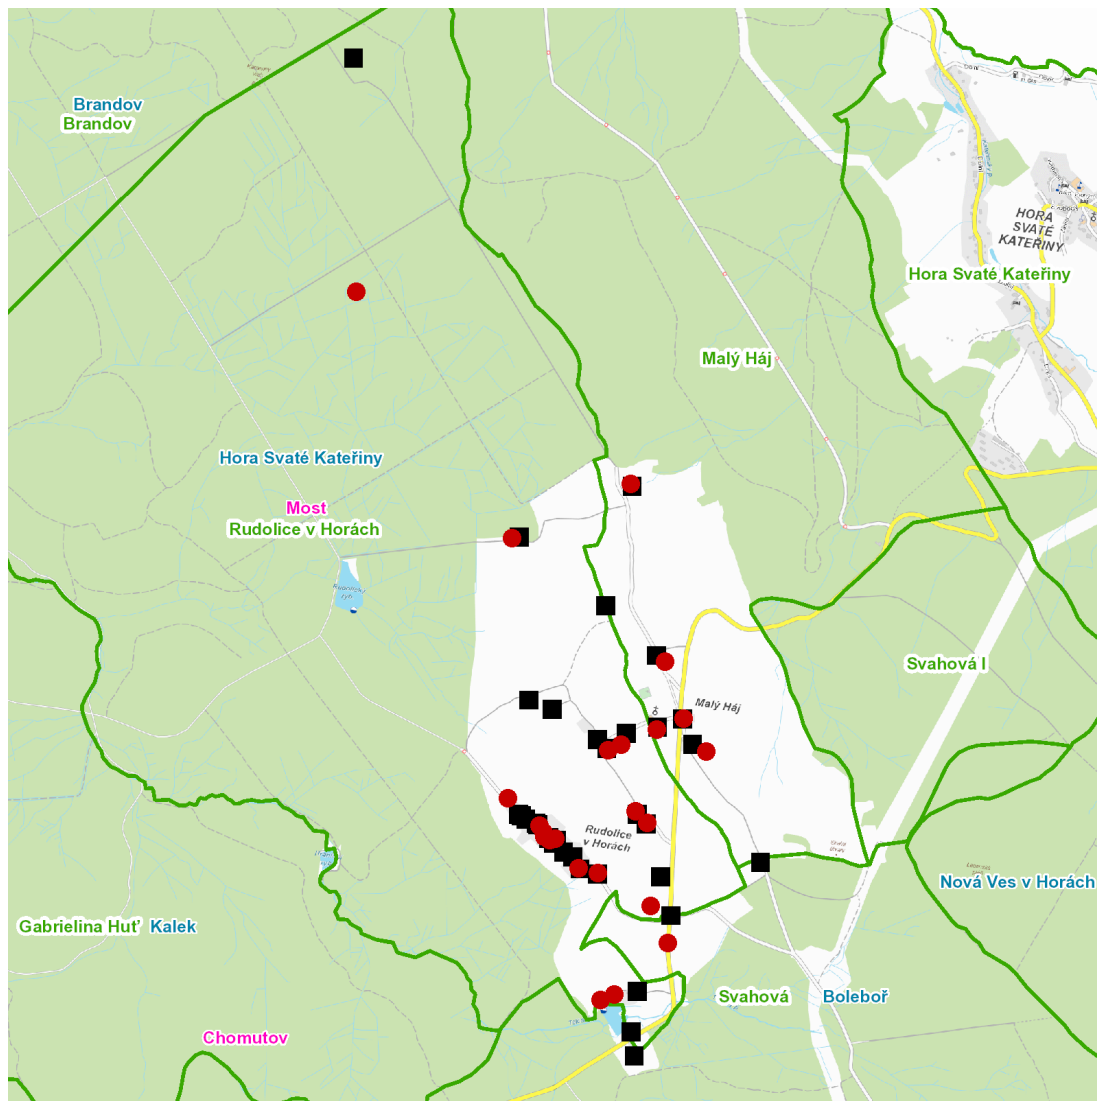 Brandov
Brandov
HORA
SVATÉ
KATEŘINY
Hora Svaté Kateřiny
Malý Háj
Hora Svaté Kateřiny
Most
Rudolice v Horách
Svahová I
Malý Háj
Rudolice
v Horách
Nová Ves v Horách
Gabrielina Huť
Kalek
Svahová
Boleboř
Chomutov